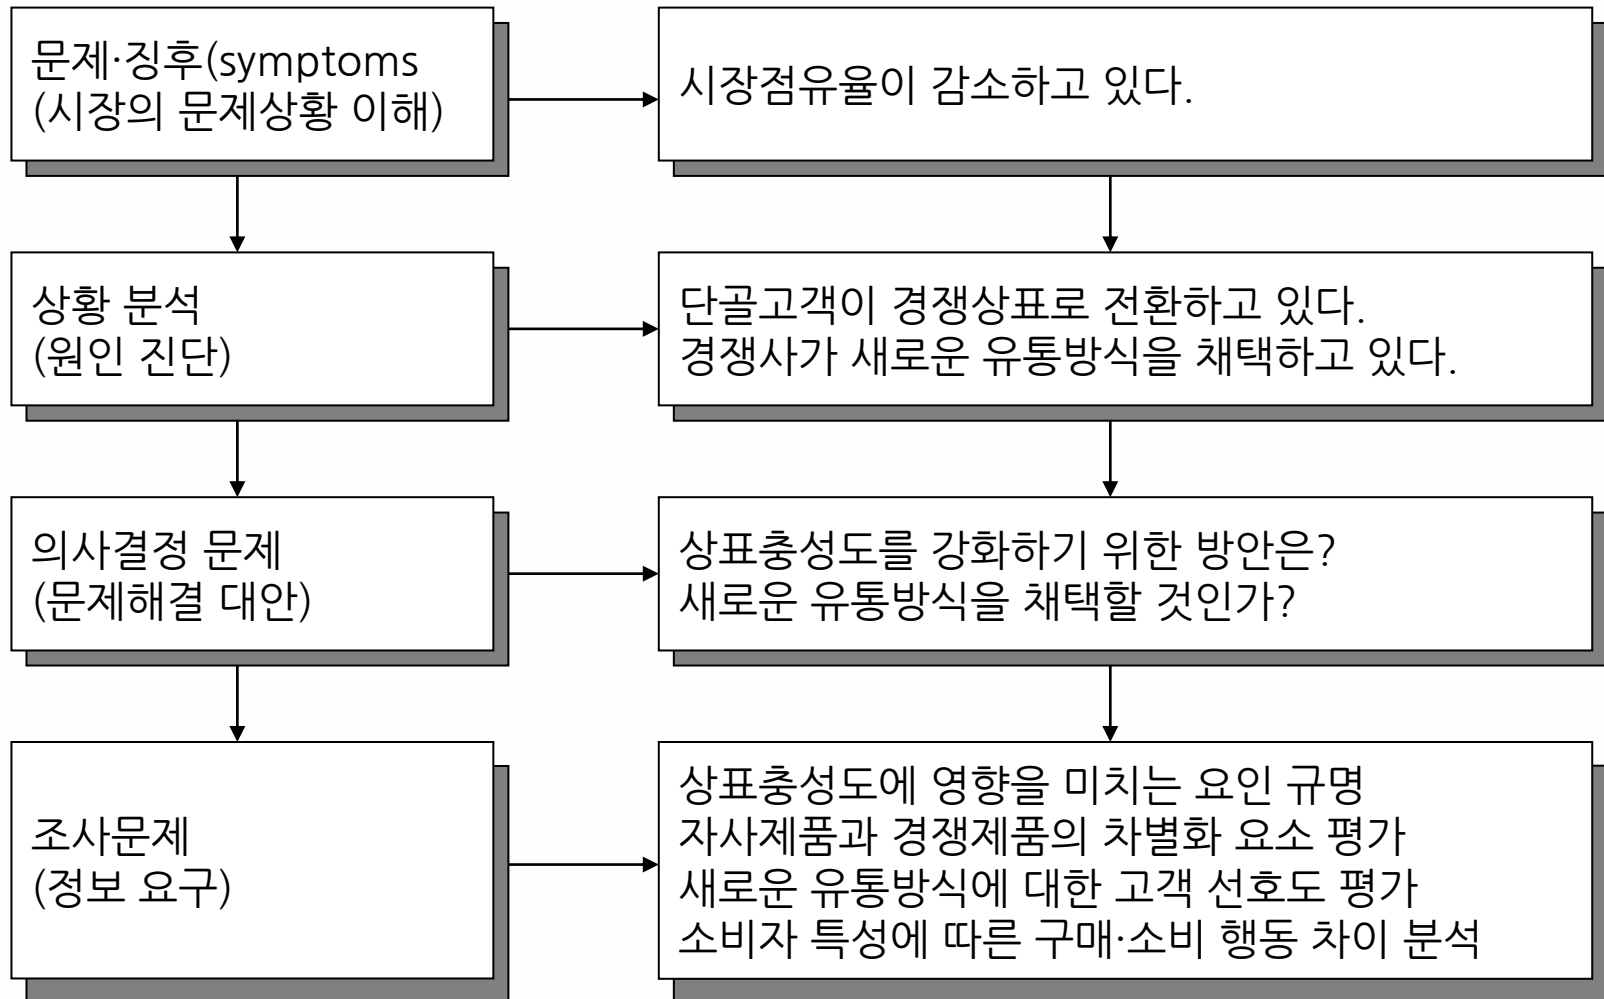 문제·징후(symptoms
(시장의 문제상황 이해)
시장점유율이 감소하고 있다.
상황 분석
(원인 진단)
단골고객이 경쟁상표로 전환하고 있다.
경쟁사가 새로운 유통방식을 채택하고 있다.
의사결정 문제
(문제해결 대안)
상표충성도를 강화하기 위한 방안은?
새로운 유통방식을 채택할 것인가?
조사문제
(정보 요구)
상표충성도에 영향을 미치는 요인 규명
자사제품과 경쟁제품의 차별화 요소 평가
새로운 유통방식에 대한 고객 선호도 평가
소비자 특성에 따른 구매·소비 행동 차이 분석